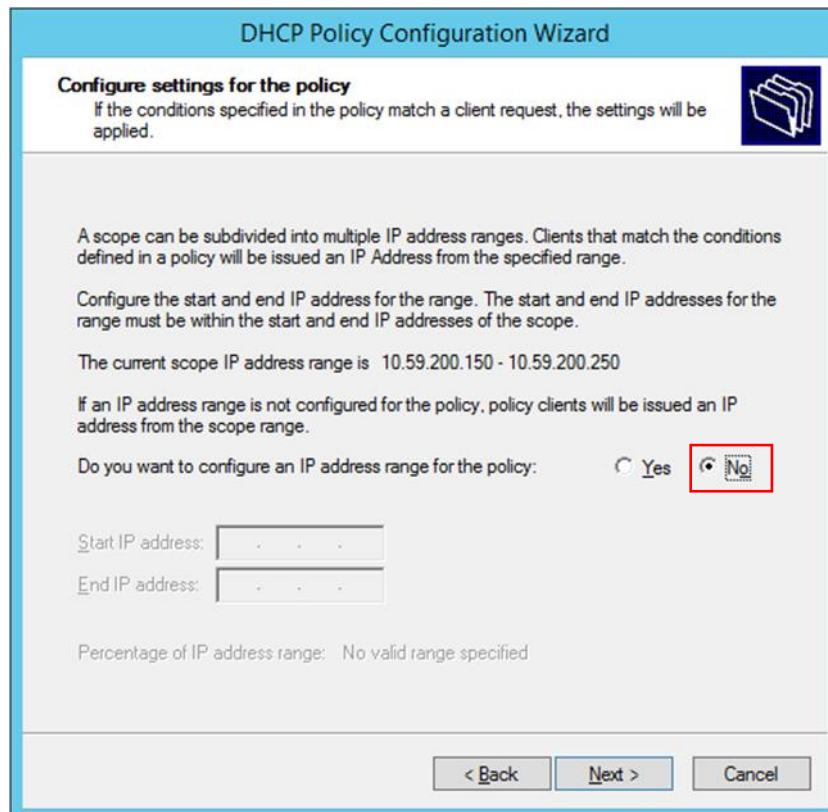 DHCP Policy Configuration Wizard
Configure settings for the policy
If the conditions specified in the policy match a client request, the settings will be
applied.
A scope can be subdivided into multiple IP address ranges. Clients that match the conditions
defined in a policy will be issued an IP Address from the specified range.
Configure the start and end IP address for the range. The start and end IP addresses for the
range must be within the start and end IP addresses of the scope.
The current scope IP address range is 10.59.200.150 - 10.59.200.250
If an IP address range is not configured for the policy, policy clients will be issued an IP
address from the scope range.
Do you want to configure an IP address range for the policy: Yes No
Start IP address: . . .
End IP address: . . .
Percentage of IP address range: No valid range specified
< Back Next > Cancel